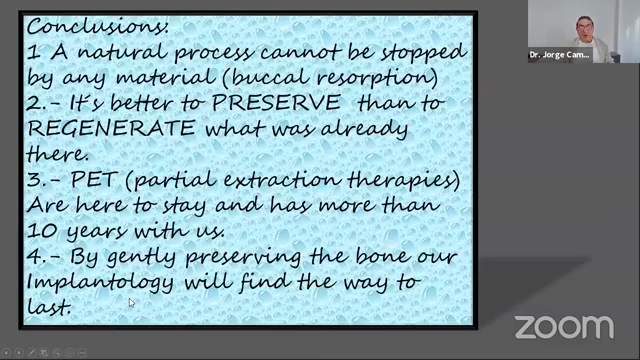 Conclusions:
1 A natural process cannot be stopped
by any material (buccal resorption)
2.- It´s better to PRESERVE than to
REGENERATE what was already
there.
3.- PET (partial extraction therapies)
Are here to stay and has more than
10 years with us.
4.- By gently preserving the bone our
Implantology will find the way to
last.
Dr. Jorge Cam...
zoom